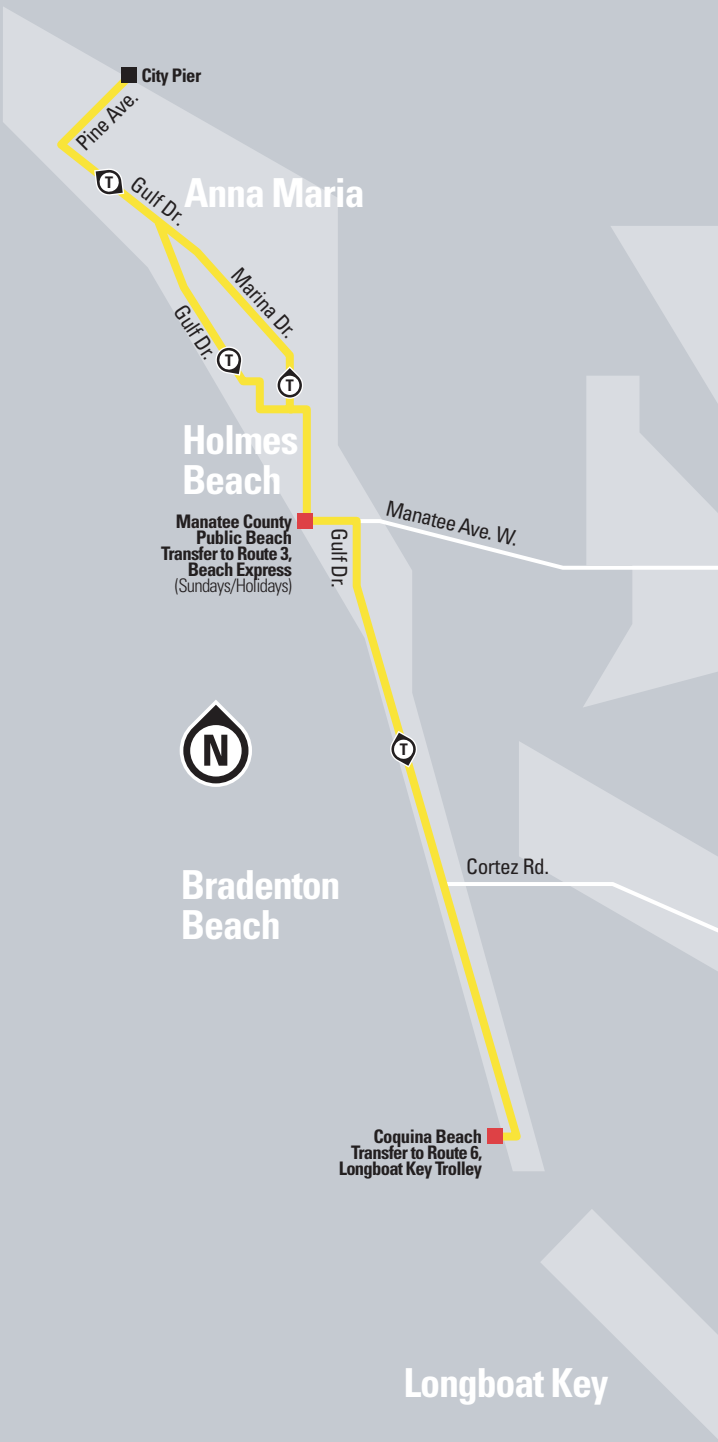 City Pier
Pine Ave.
T
Gulf Dr.
Anna Maria
Marina Dr.
Gulf Dr.
T
T
Holmes
Beach
Manatee County
Public Beach
Transfer to Route 3,
Beach Express
(Sundays/Holidays)
Gulf Dr.
Manatee Ave. W.
N
T
Cortez Rd.
Bradenton
Beach
Coquina Beach
Transfer to Route 6,
Longboat Key Trolley
Longboat Key